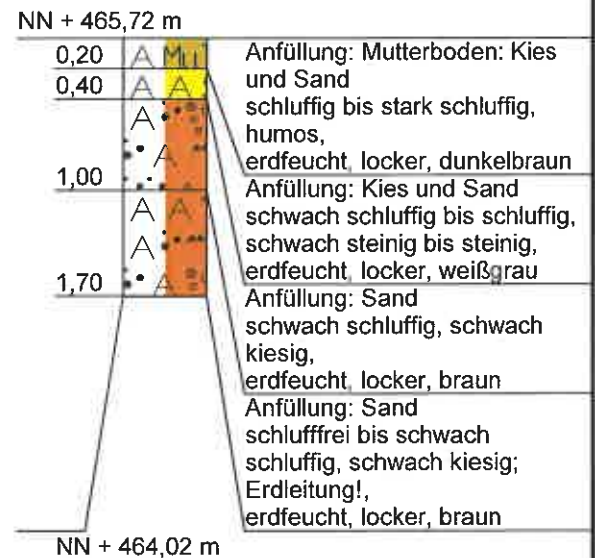 NN + 465,72 m
0,20
A Mu
Anfüllung: Mutterboden: Kies
und Sand
schluffig bis stark schluffig,
humos,
erdfeucht, locker, dunkelbraun
0,40
A A
Anfüllung: Kies und Sand
schwach schluffig bis schluffig,
schwach steinig bis steinig,
erdfeucht, locker, weißgrau
A
A
1,00
Anfüllung: Sand
schwach schluffig, schwach
kiesig,
erdfeucht, locker, braun
A A
A
A
1,70
Anfüllung: Sand
schlufffrei bis schwach
schluffig, schwach kiesig;
Erdleitung!,
erdfeucht, locker, braun
NN + 464,02 m